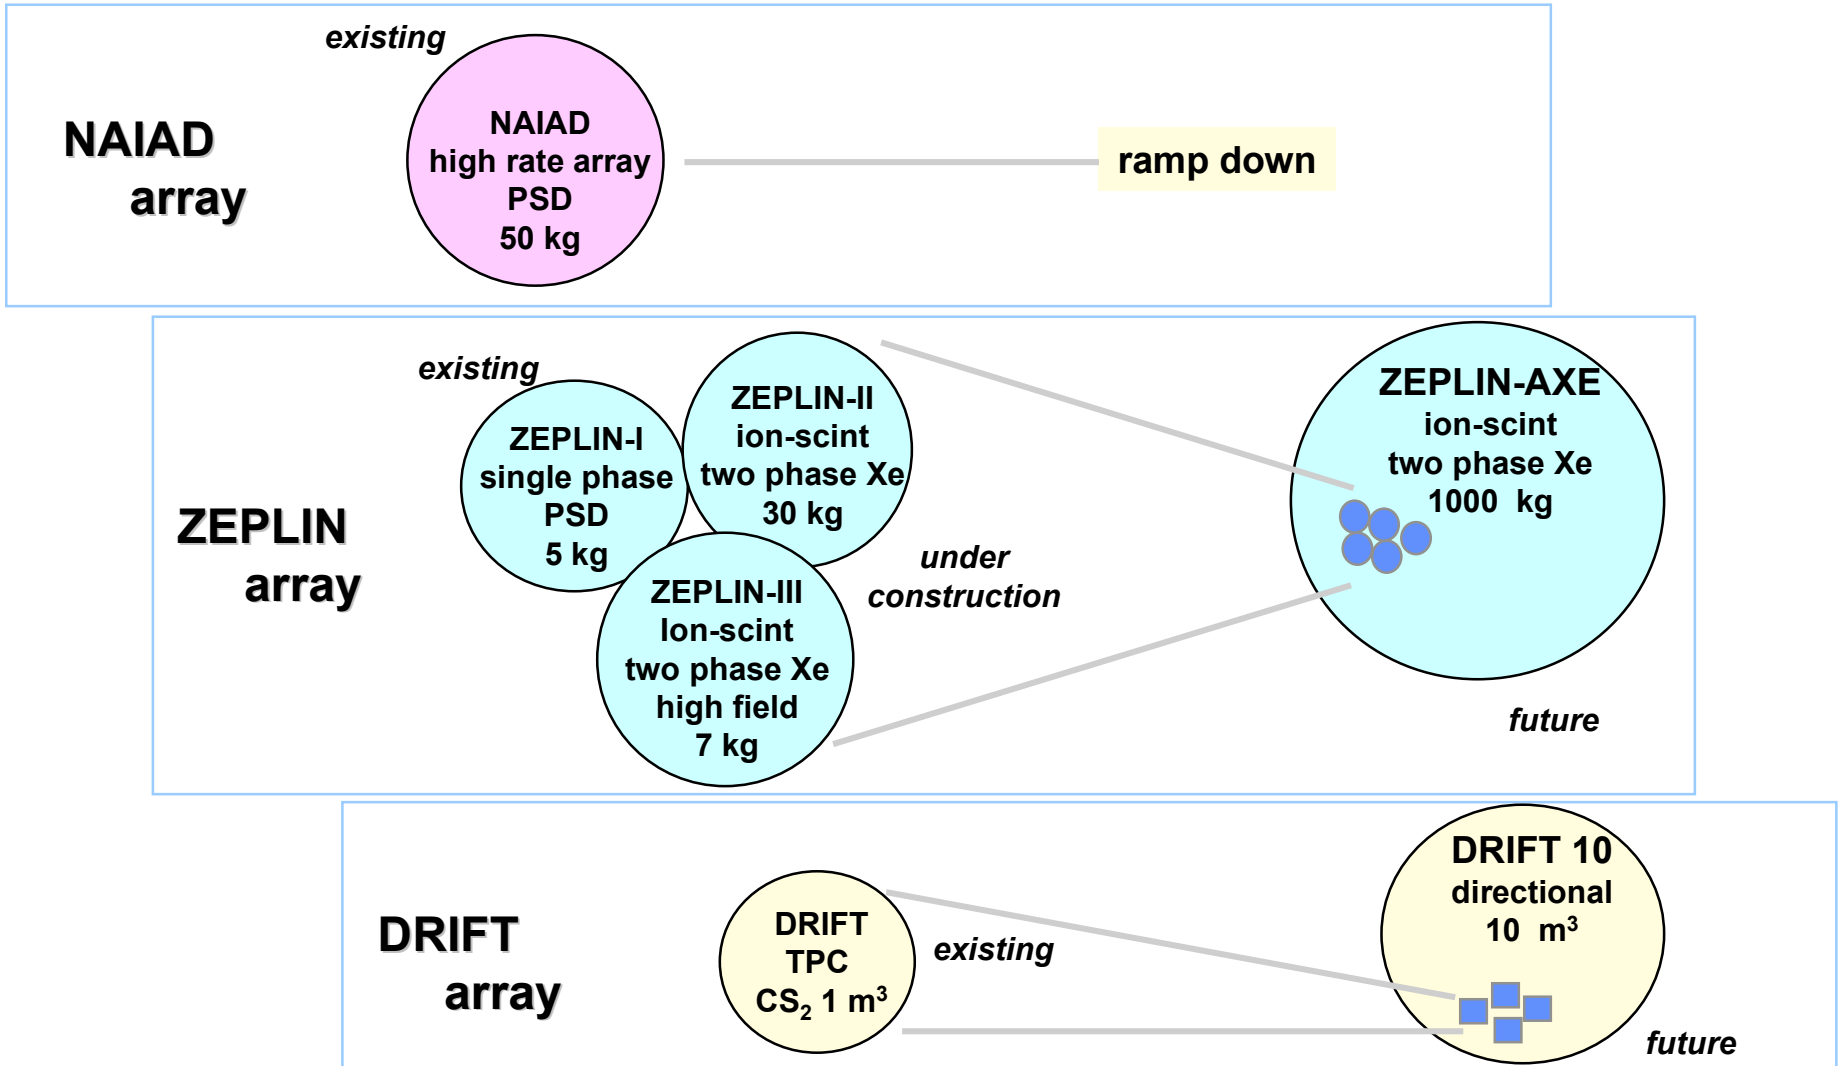 existing
NAIAD
array
NAIAD
high rate array
PSD
50 kg
ramp down
ZEPLIN
array
existing
ZEPLIN-I
single phase
PSD
5 kg
ZEPLIN-II
ion-scint
two phase Xe
30 kg
ZEPLIN-III
Ion-scint
two phase Xe
high field
7 kg
under
construction
ZEPLIN-AXE
ion-scint
two phase Xe
1000 kg
future
DRIFT
array
DRIFT
TPC
CS₂ 1 m³
existing
DRIFT 10
directional
10 m³
future